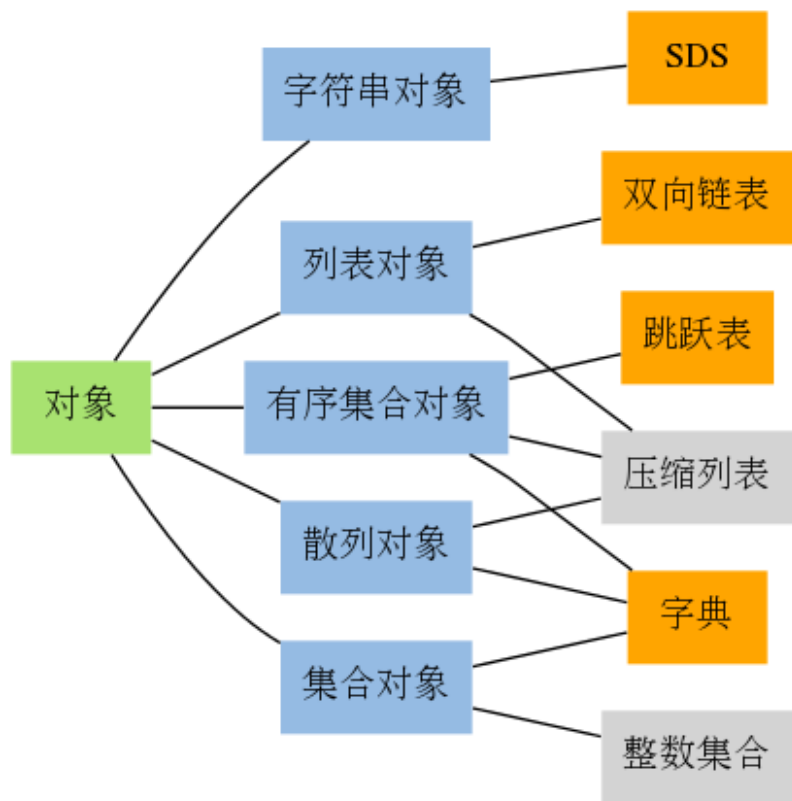 字符串对象
SDS
双向链表
列表对象
跳跃表
对象
有序集合对象
压缩列表
散列对象
字典
集合对象
整数集合